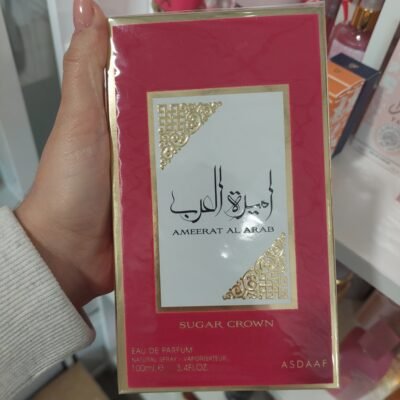 اميرة العرب
AMEERAT AL ARAB
SUGAR CROWN
EAU DE PARFUM
NATURAL SPRAY - VAPORISATEUR
100ml ℮ 3.4FL.OZ.
ASDAAF